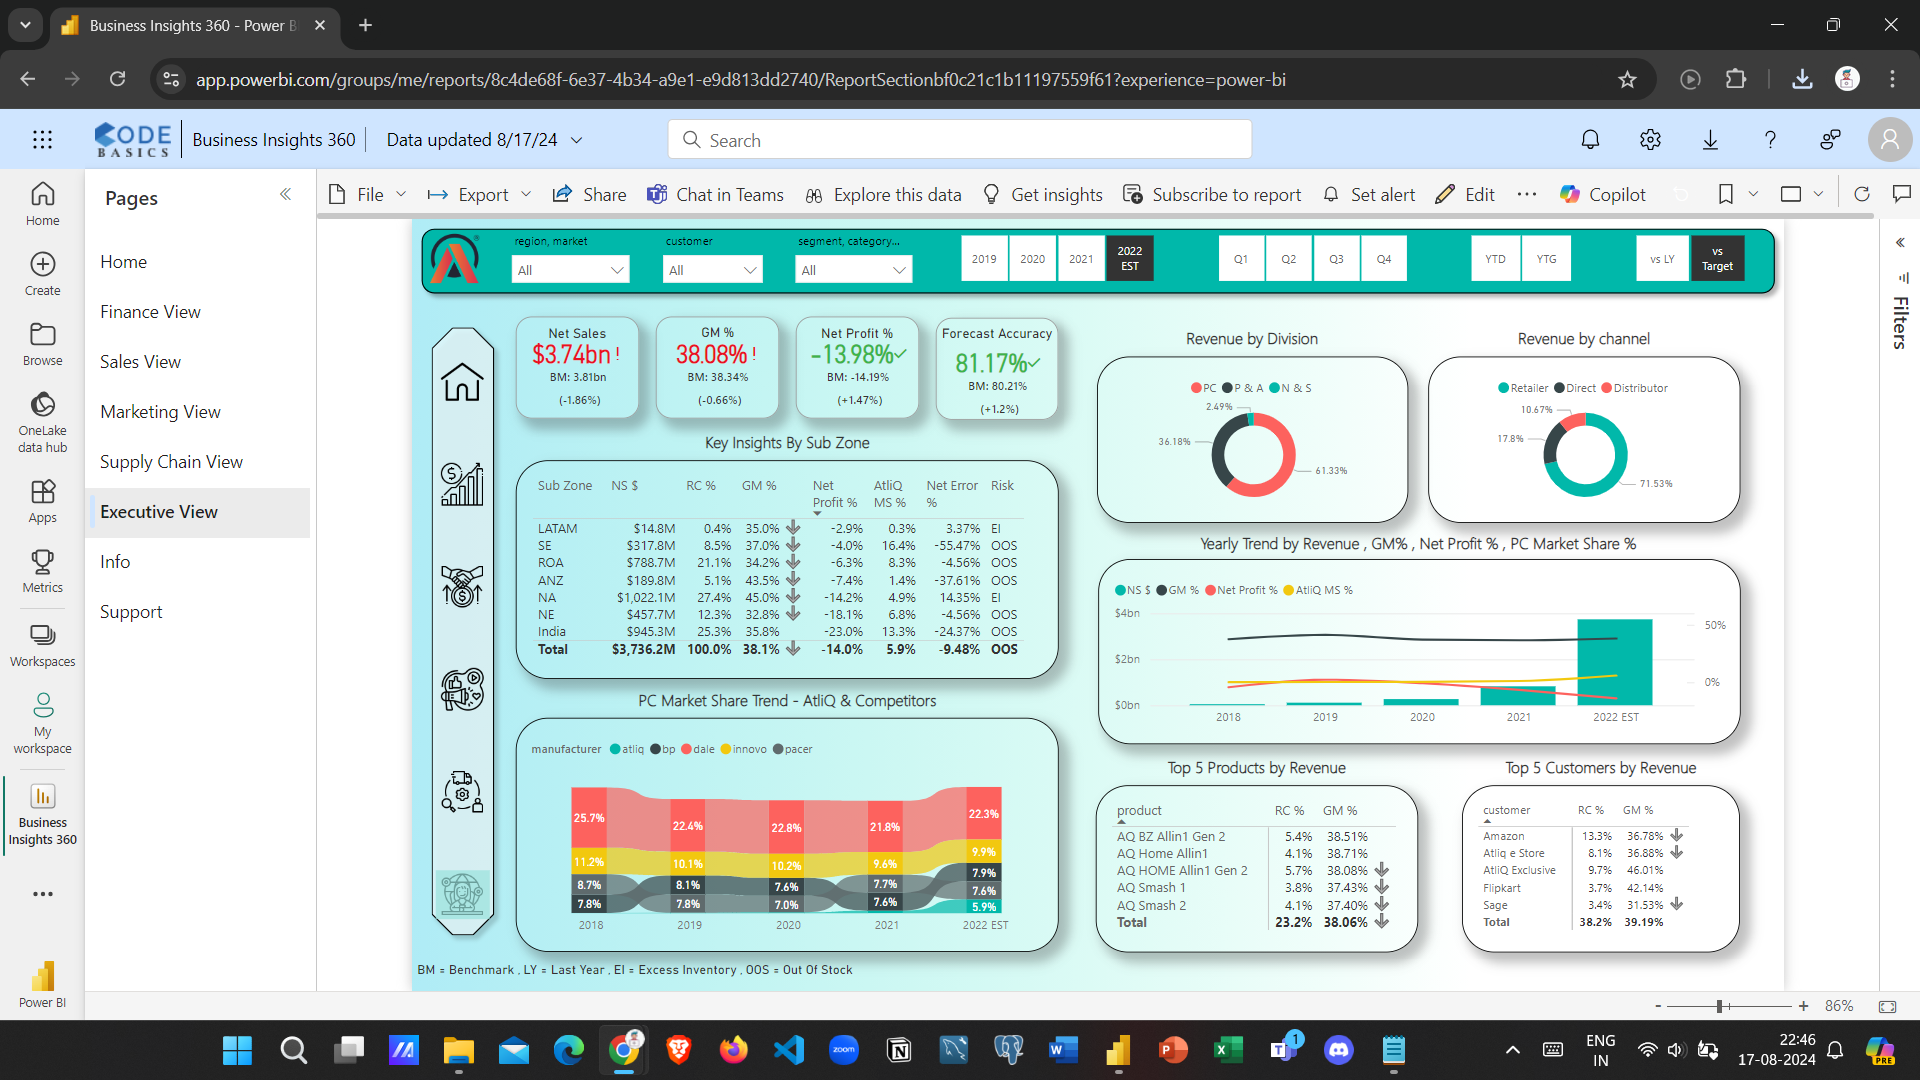 Business Insights 360 - Power B
app.powerbi.com/groups/me/reports/8c4de68f-6e37-4b34-a9e1-e9d813dd2740/ReportSectionbf0c21c1b11197559f61?experience=power-bi
CODE
BASICS
Business Insights 360
Data updated 8/17/24
Search
Home
Create
Browse
OneLake
data hub
Apps
Metrics
Workspaces
My
workspace
Business
Insights 360
Power BI
Pages
Home
Finance View
Sales View
Marketing View
Supply Chain View
Executive View
Info
Support
File
Export
Share
Chat in Teams
Explore this data
Get insights
Subscribe to report
Set alert
Edit
Copilot
region, market
All
customer
All
segment, category...
All
2019
2020
2021
2022
EST
Q1
Q2
Q3
Q4
YTD
YTG
vs LY
vs
Target
Filters
Net Sales
$3.74bn !
BM: 3.81bn
(-1.86%)
GM %
38.08% !
BM: 38.34%
(-0.66%)
Net Profit %
-13.98%
BM: -14.19%
(+1.47%)
Forecast Accuracy
81.17%
BM: 80.21%
(+1.2%)
Key Insights By Sub Zone
Sub Zone NS $ RC % GM % Net Profit % AtliQ MS % Net Error % Risk
LATAM $14.8M 0.4% 35.0% -2.9% 0.3% 3.37% EI
SE $317.8M 8.5% 37.0% -4.0% 16.4% -55.47% OOS
ROA $788.7M 21.1% 34.2% -6.3% 8.3% -4.56% OOS
ANZ $189.8M 5.1% 43.5% -7.4% 1.4% -37.61% OOS
NA $1,022.1M 27.4% 45.0% -14.2% 4.9% 14.35% EI
NE $457.7M 12.3% 32.8% -18.1% 6.8% -4.56% OOS
India $945.3M 25.3% 35.8% -23.0% 13.3% -24.37% OOS
Total $3,736.2M 100.0% 38.1% -14.0% 5.9% -9.48% OOS
PC Market Share Trend - AtliQ & Competitors
manufacturer atliq bp dale innovo pacer
25.7% 22.4% 22.8% 21.8% 22.3%
11.2% 10.1% 10.2% 9.6% 9.9%
8.7% 8.1% 7.6% 7.7% 7.9%
7.8% 7.8% 7.0% 7.6% 7.6%
5.9%
2018 2019 2020 2021 2022 EST
BM = Benchmark , LY = Last Year , EI = Excess Inventory , OOS = Out Of Stock
Revenue by Division
PC P & A N & S
2.49%
36.18%
61.33%
Revenue by channel
Retailer Direct Distributor
10.67%
17.8%
71.53%
Yearly Trend by Revenue , GM% , Net Profit % , PC Market Share %
NS $ GM % Net Profit % AtliQ MS %
$4bn
$2bn
$0bn
50%
0%
2018 2019 2020 2021 2022 EST
Top 5 Products by Revenue
product RC % GM %
AQ BZ Allin1 Gen 2 5.4% 38.51%
AQ Home Allin1 4.1% 38.71%
AQ HOME Allin1 Gen 2 5.7% 38.08%
AQ Smash 1 3.8% 37.43%
AQ Smash 2 4.1% 37.40%
Total 23.2% 38.06%
Top 5 Customers by Revenue
customer RC % GM %
Amazon 13.3% 36.78%
Atliq e Store 8.1% 36.88%
AtliQ Exclusive 9.7% 46.01%
Flipkart 3.7% 42.14%
Sage 3.4% 31.53%
Total 38.2% 39.19%
- + 86%
zoom
1
PRE
ENG
IN
22:46
17-08-2024